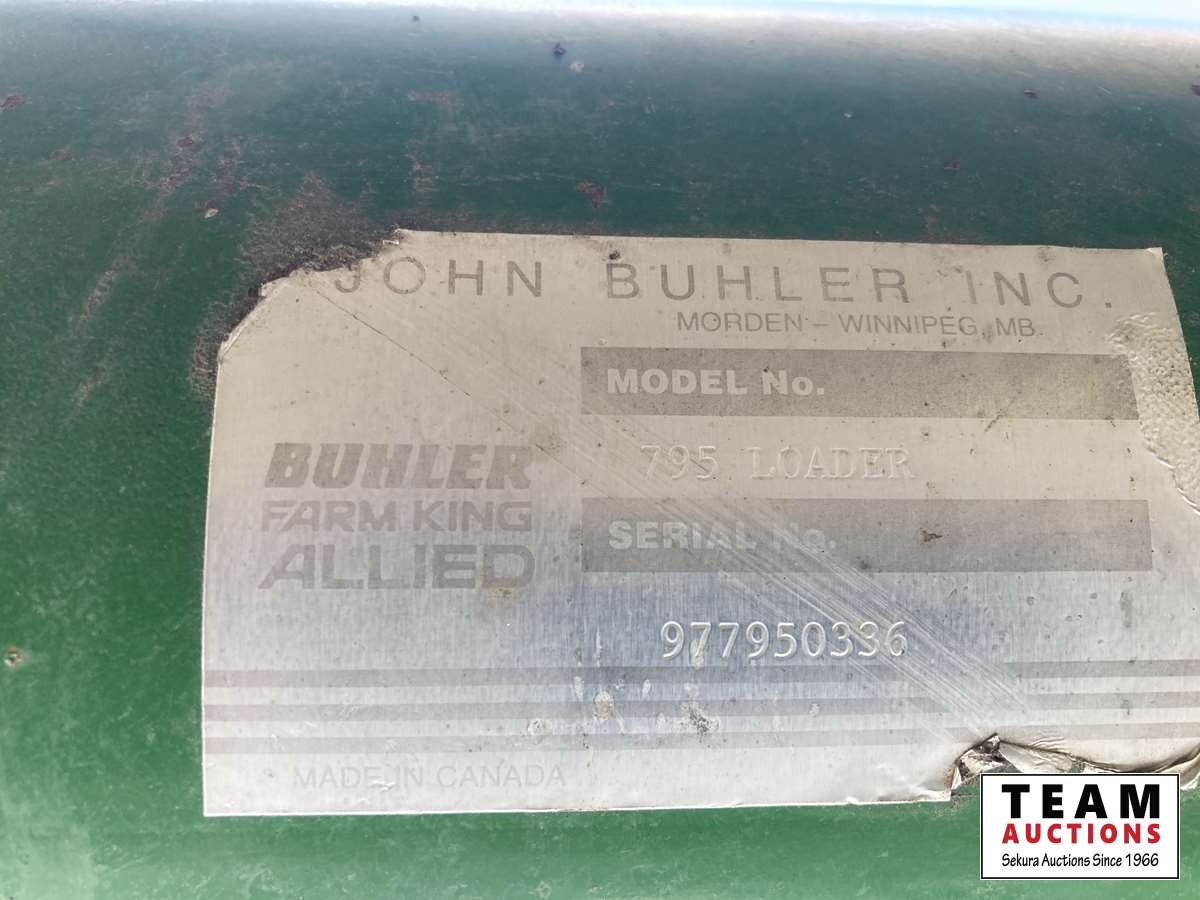 JOHN BUHLER INC.
MORDEN – WINNIPEG, MB.
MODEL No.
795 LOADER
BUHLER
FARM KING
ALLIED
SERIAL No.
977950336
MADE IN CANADA
TEAM
AUCTIONS
Sekura Auctions Since 1966